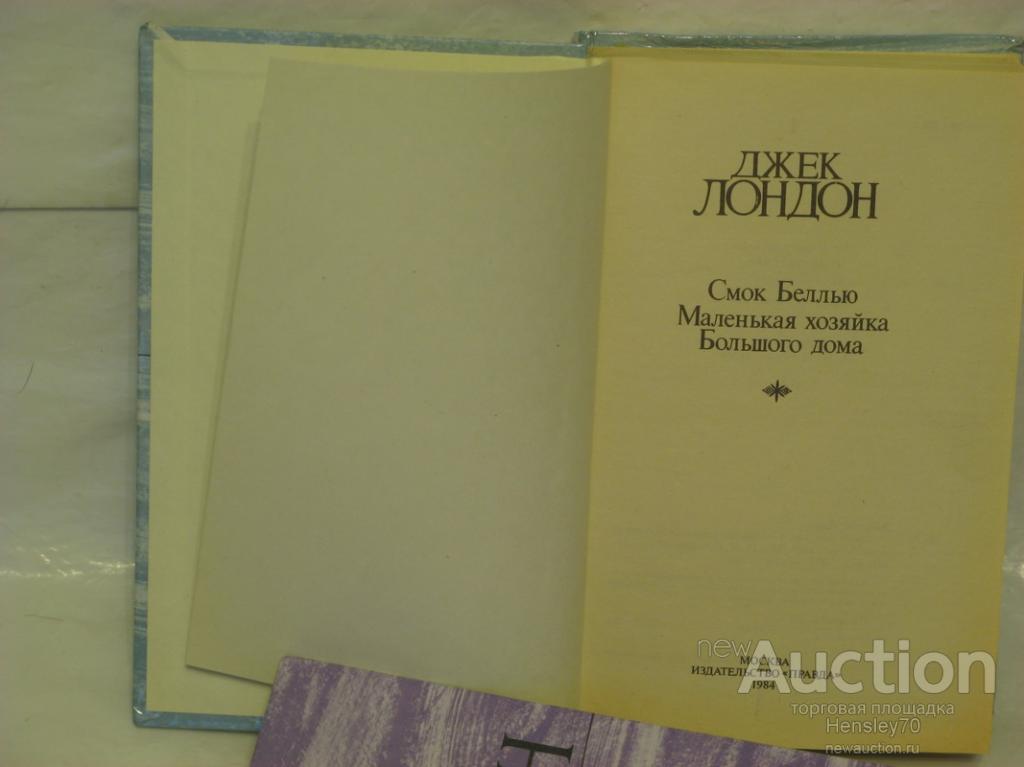 ДЖЕК
ЛОНДОН
Смок Беллью
Маленькая хозяйка
Большого дома
МОСКВА
ИЗДАТЕЛЬСТВО «ПРАВДА»
1984
newAuction
торговая площадка
Hensley70
newauction.ru